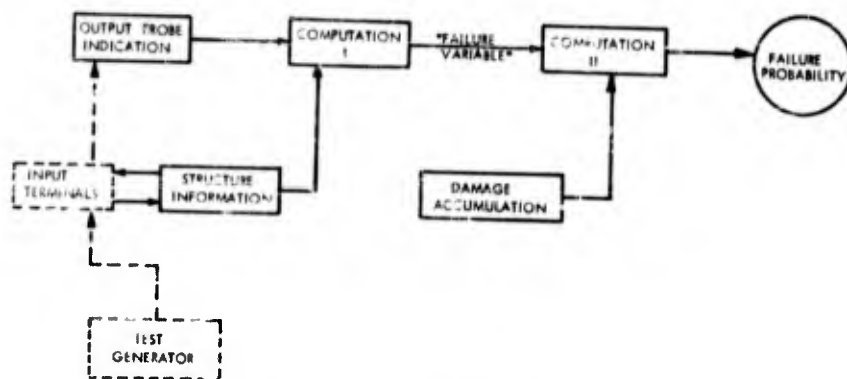 OUTPUT PROBE
INDICATION
COMPUTATION
I
"FAILURE
VARIABLE"
COMPUTATION
II
FAILURE
PROBABILITY
INPUT
TERMINALS
STRUCTURE
INFORMATION
DAMAGE
ACCUMULATION
TEST
GENERATOR